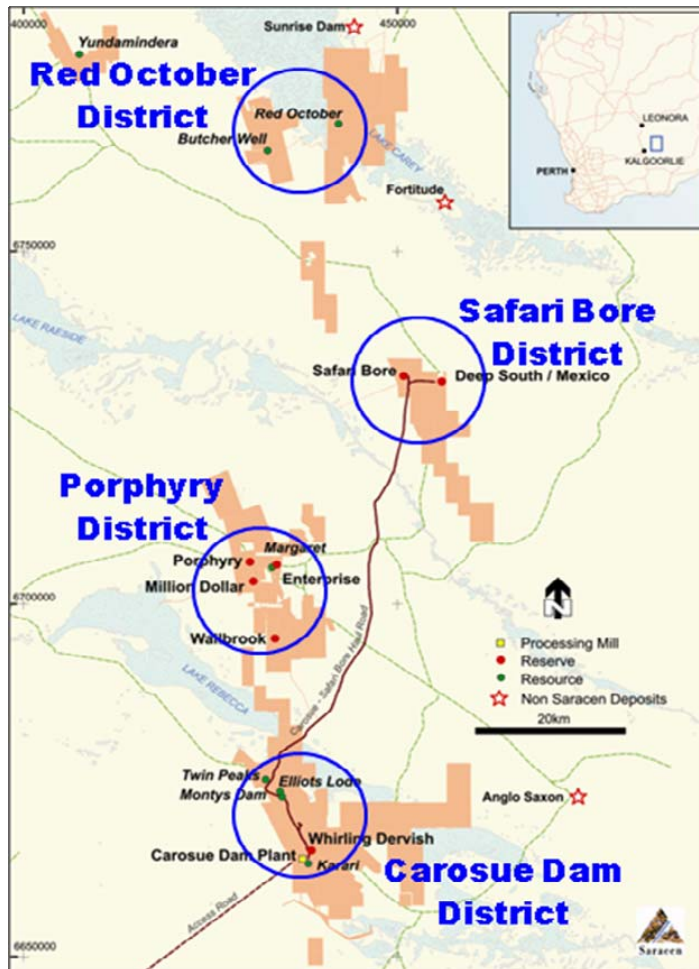 400000
450000
Yundamindera
Sunrise Dam
Red October
District
Red October
Butcher Well
LAKE CAREY
Fortitude
LEONORA
KALGOORLIE
PERTH
6750000
LAKE RAESIDE
Safari Bore
District
Safari Bore
Deep South / Mexico
Porphyry
District
Margaret
Porphyry
Enterprise
Million Dollar
6700000
Wallbrook
LAKE REBECCA
Carosue - Safari Bore Haul Road
N
Processing Mill
Reserve
Resource
Non Saracen Deposits
20km
Twin Peaks
Elliots Lode
Montys Dam
Anglo Saxon
Whirling Dervish
Carosue Dam Plant
Karari
Carosue Dam
District
Access Road
Saracen
6650000